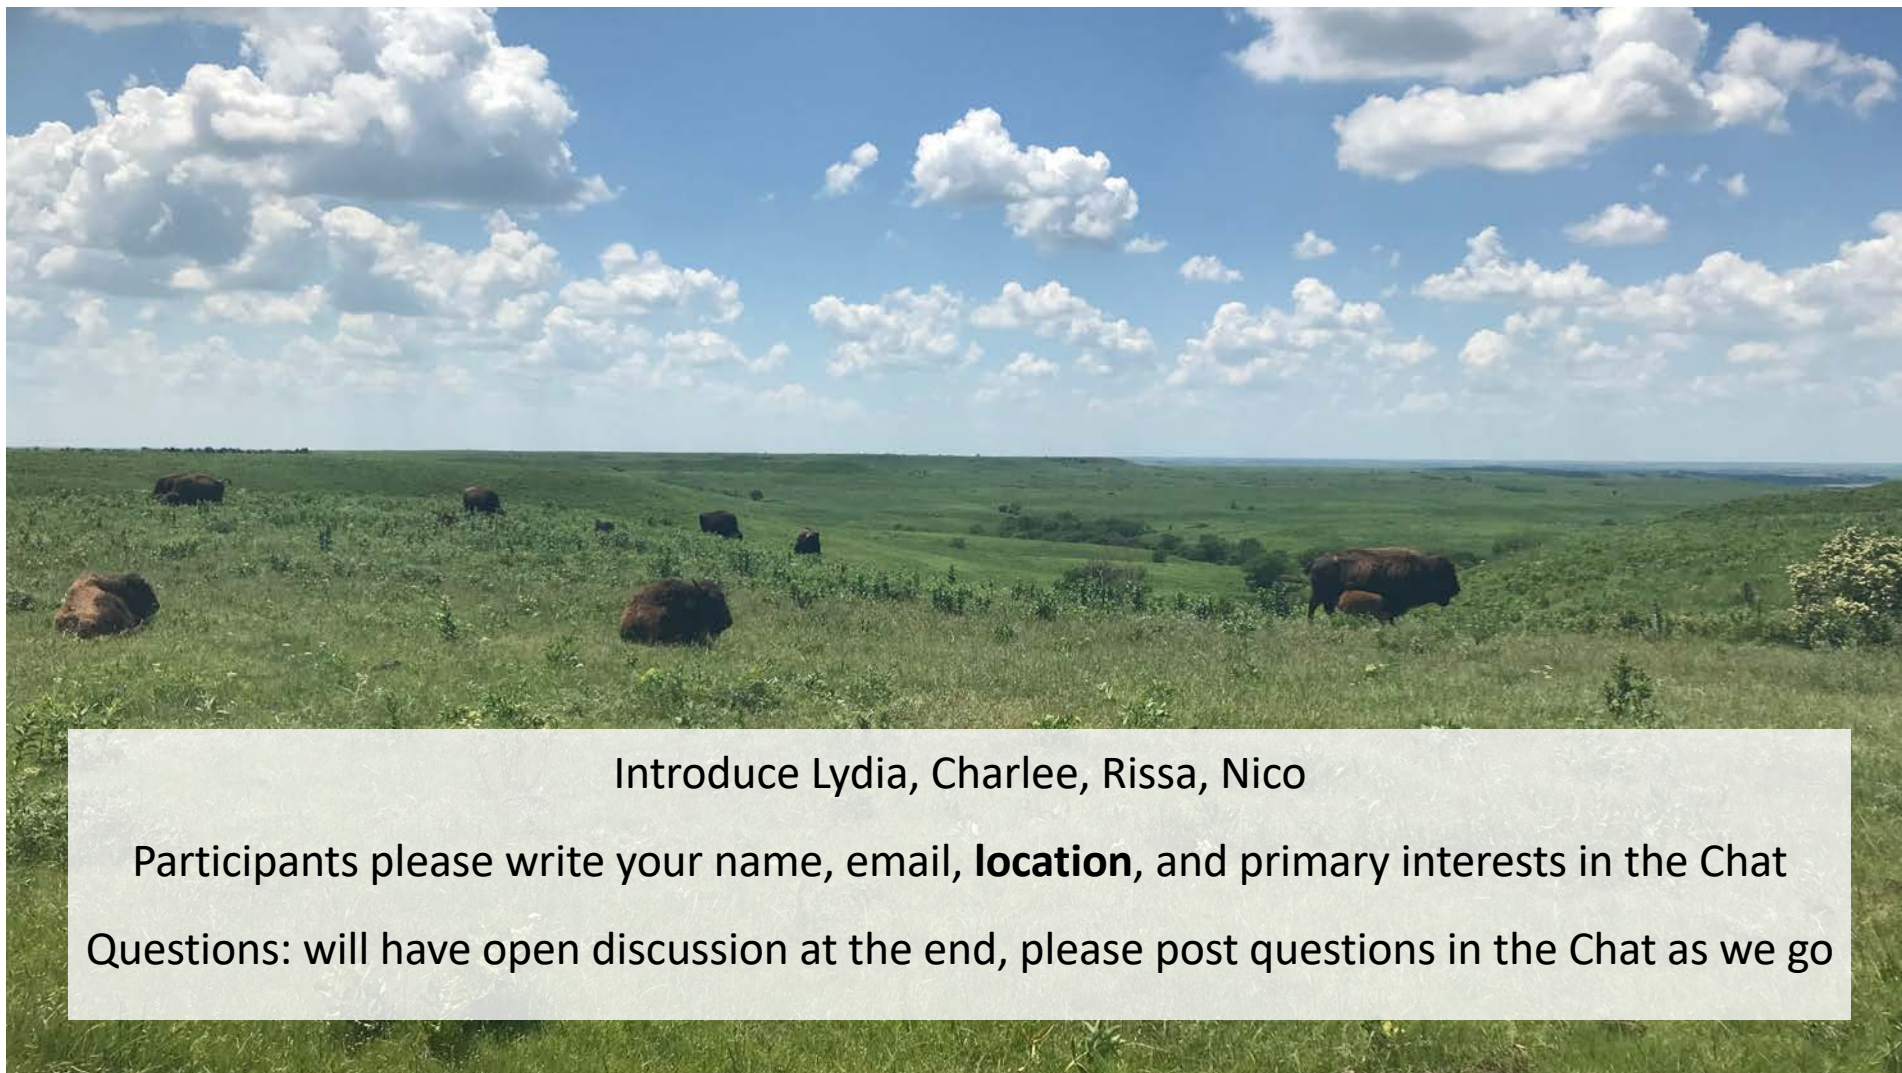 Introduce Lydia, Charlee, Rissa, Nico
Participants please write your name, email, location, and primary interests in the Chat
Questions: will have open discussion at the end, please post questions in the Chat as we go